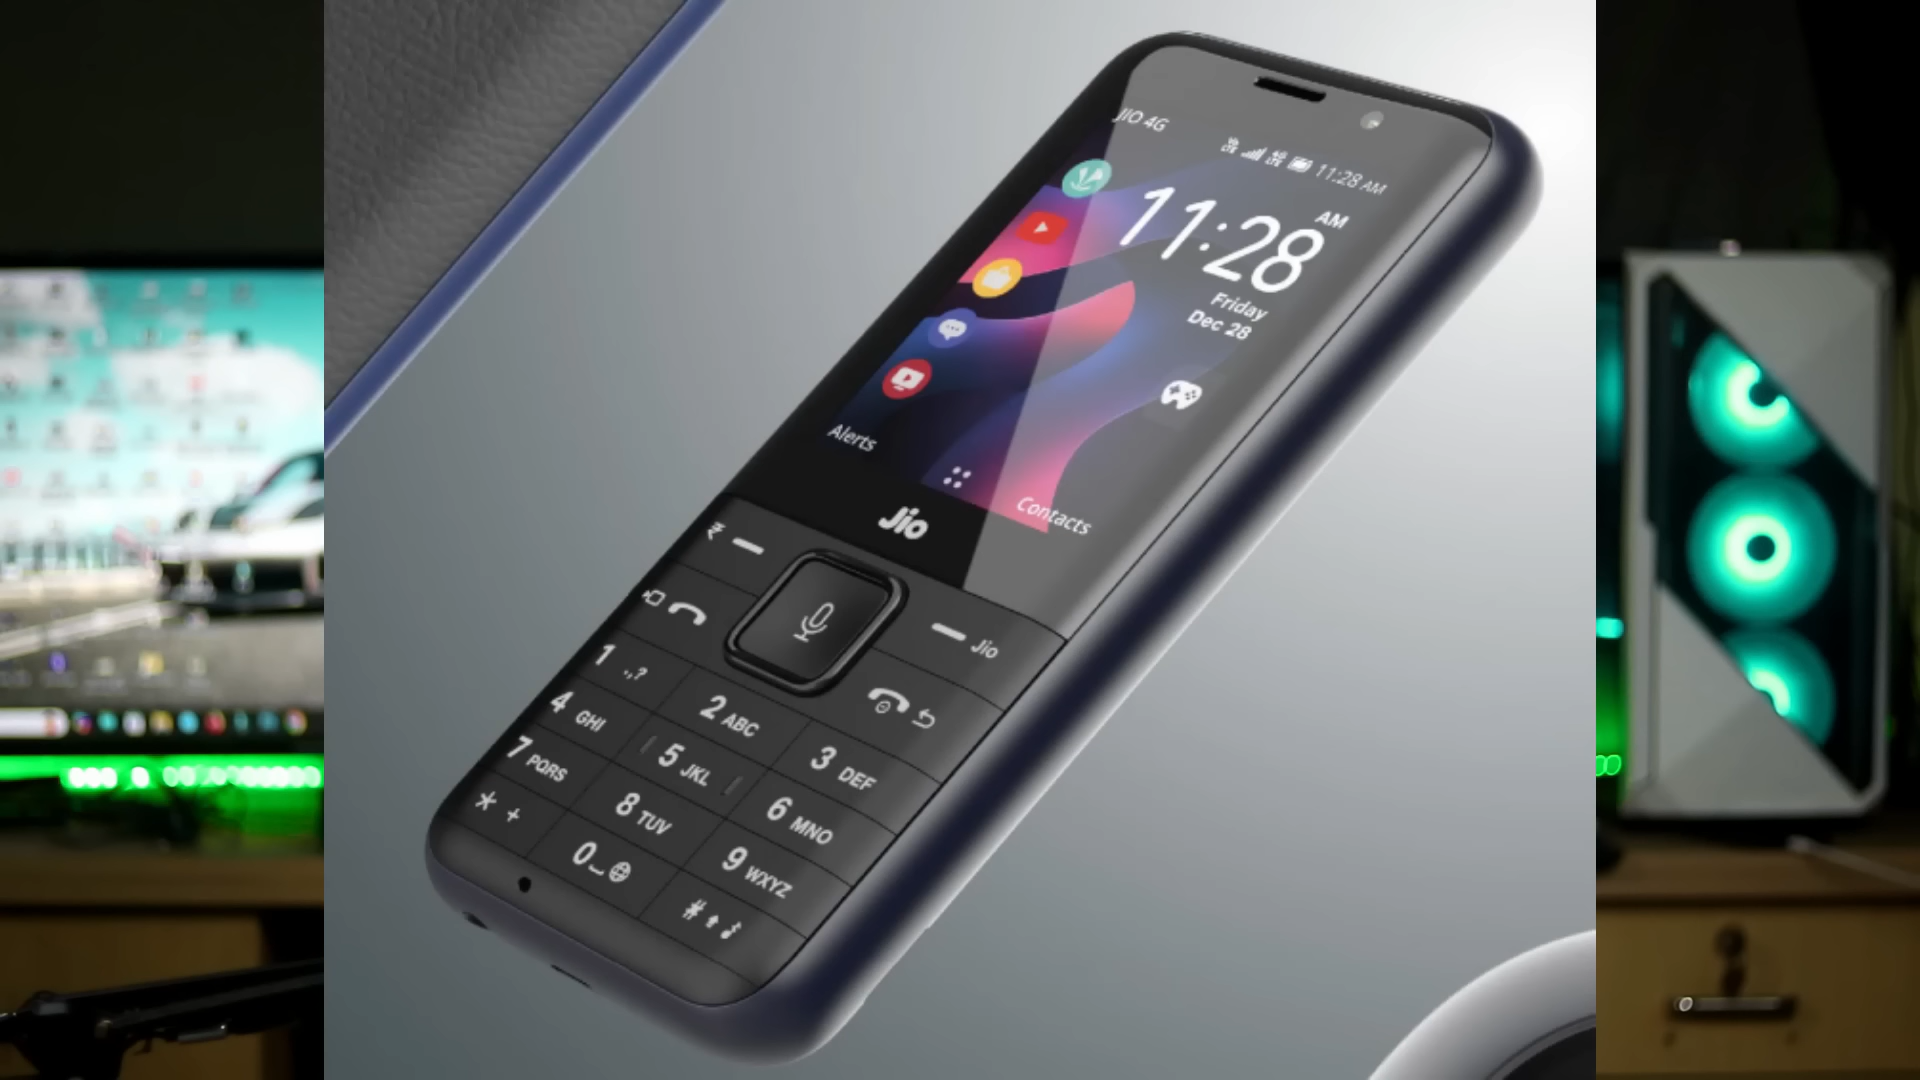 JIO 4G
11:28 AM
AM
11:28
Friday
Dec 28
Alerts
Contacts
Jio
₹
Jio
1 .,?
2 ABC
3 DEF
4 GHI
5 JKL
6 MNO
7 PQRS
8 TUV
9 WXYZ
* +
0
#